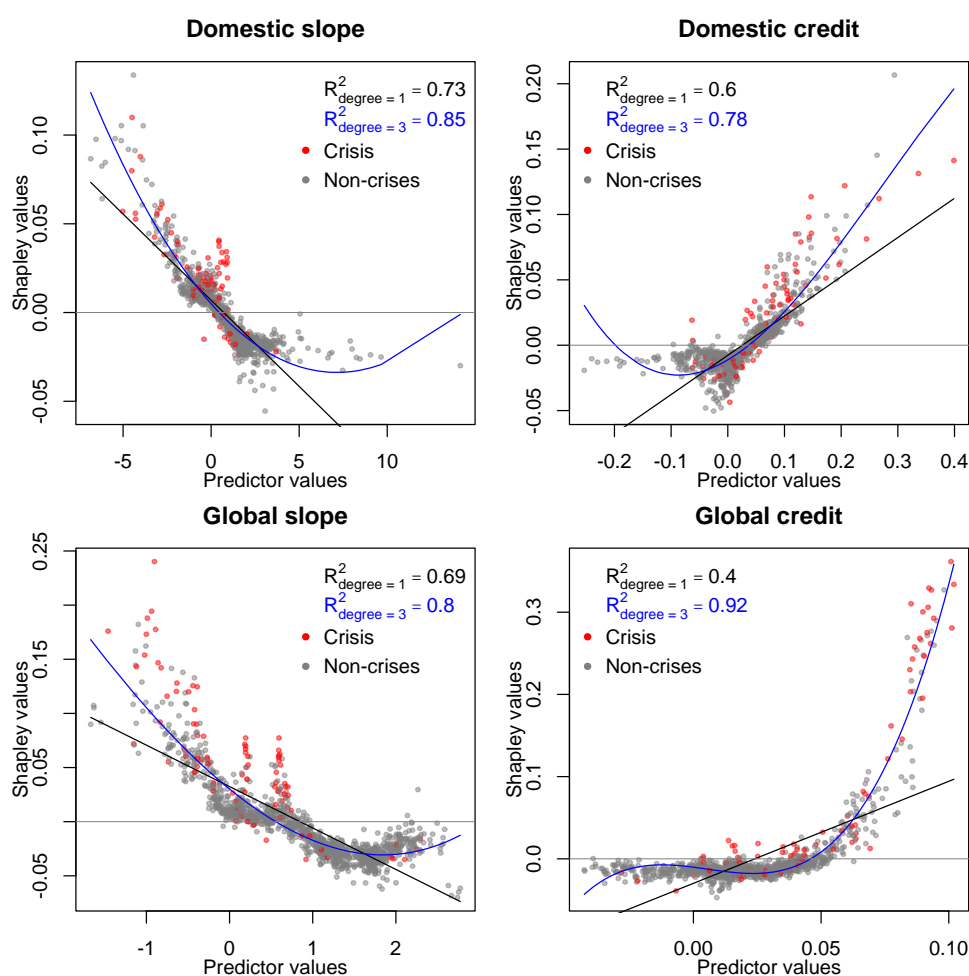 Domestic slope
R²degree = 1 = 0.73
R²degree = 3 = 0.85
Crisis
Non-crises
Shapley values
-0.05 0.00 0.05 0.10
-5 0 5 10
Predictor values
Domestic credit
R²degree = 1 = 0.6
R²degree = 3 = 0.78
Crisis
Non-crises
Shapley values
-0.05 0.00 0.05 0.10 0.15 0.20
-0.2 -0.1 0.0 0.1 0.2 0.3 0.4
Predictor values
Global slope
R²degree = 1 = 0.69
R²degree = 3 = 0.8
Crisis
Non-crises
Shapley values
-0.05 0.05 0.15 0.25
-1 0 1 2
Predictor values
Global credit
R²degree = 1 = 0.4
R²degree = 3 = 0.92
Crisis
Non-crises
Shapley values
0.0 0.1 0.2 0.3
0.00 0.05 0.10
Predictor values